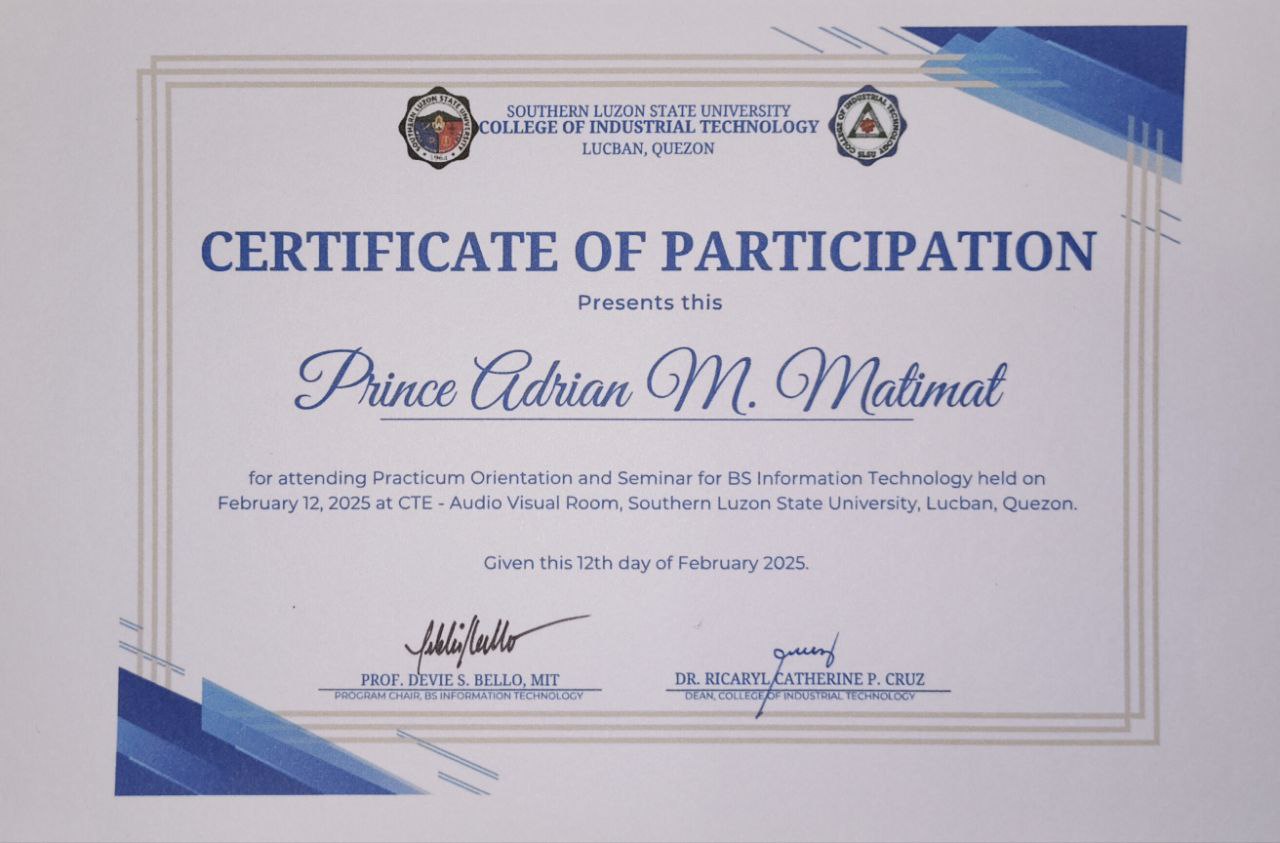 SOUTHERN LUZON STATE UNIVERSITY
COLLEGE OF INDUSTRIAL TECHNOLOGY
LUCBAN, QUEZON
SOUTHERN LUZON STATE UNIVERSITY
1964
COLLEGE OF INDUSTRIAL TECHNOLOGY
SLSU
CERTIFICATE OF PARTICIPATION
Presents this
Prince Adrian M. Matimat
for attending Practicum Orientation and Seminar for BS Information Technology held on
February 12, 2025 at CTE - Audio Visual Room, Southern Luzon State University, Lucban, Quezon.
Given this 12th day of February 2025.
PROF. DEVIE S. BELLO, MIT
PROGRAM CHAIR, BS INFORMATION TECHNOLOGY
DR. RICARYL CATHERINE P. CRUZ
DEAN, COLLEGE OF INDUSTRIAL TECHNOLOGY